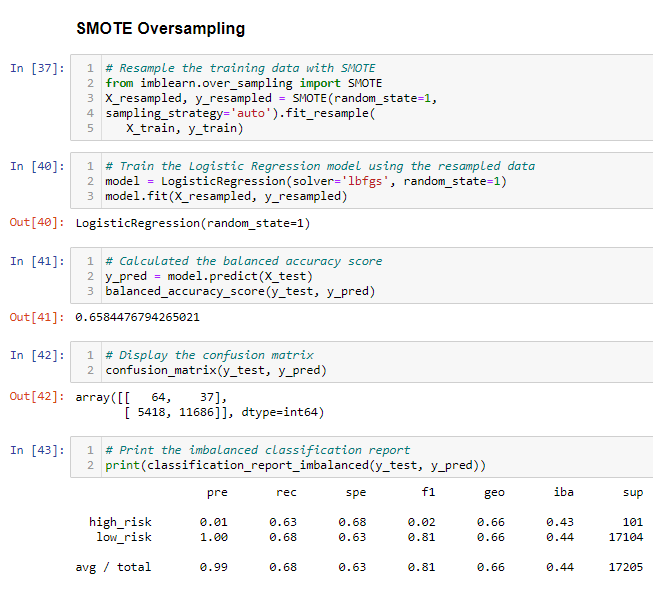 SMOTE Oversampling
In [37]: 1 # Resample the training data with SMOTE
2 from imblearn.over_sampling import SMOTE
3 X_resampled, y_resampled = SMOTE(random_state=1,
4 sampling_strategy='auto').fit_resample(
5 X_train, y_train)
In [40]: 1 # Train the Logistic Regression model using the resampled data
2 model = LogisticRegression(solver='lbfgs', random_state=1)
3 model.fit(X_resampled, y_resampled)
Out[40]: LogisticRegression(random_state=1)
In [41]: 1 # Calculated the balanced accuracy score
2 y_pred = model.predict(X_test)
3 balanced_accuracy_score(y_test, y_pred)
Out[41]: 0.6584476794265021
In [42]: 1 # Display the confusion matrix
2 confusion_matrix(y_test, y_pred)
Out[42]: array([[ 64, 37],
[ 5418, 11686]], dtype=int64)
In [43]: 1 # Print the imbalanced classification report
2 print(classification_report_imbalanced(y_test, y_pred))
pre rec spe f1 geo iba sup
high_risk 0.01 0.63 0.68 0.02 0.66 0.43 101
low_risk 1.00 0.68 0.63 0.81 0.66 0.44 17104
avg / total 0.99 0.68 0.63 0.81 0.66 0.44 17205